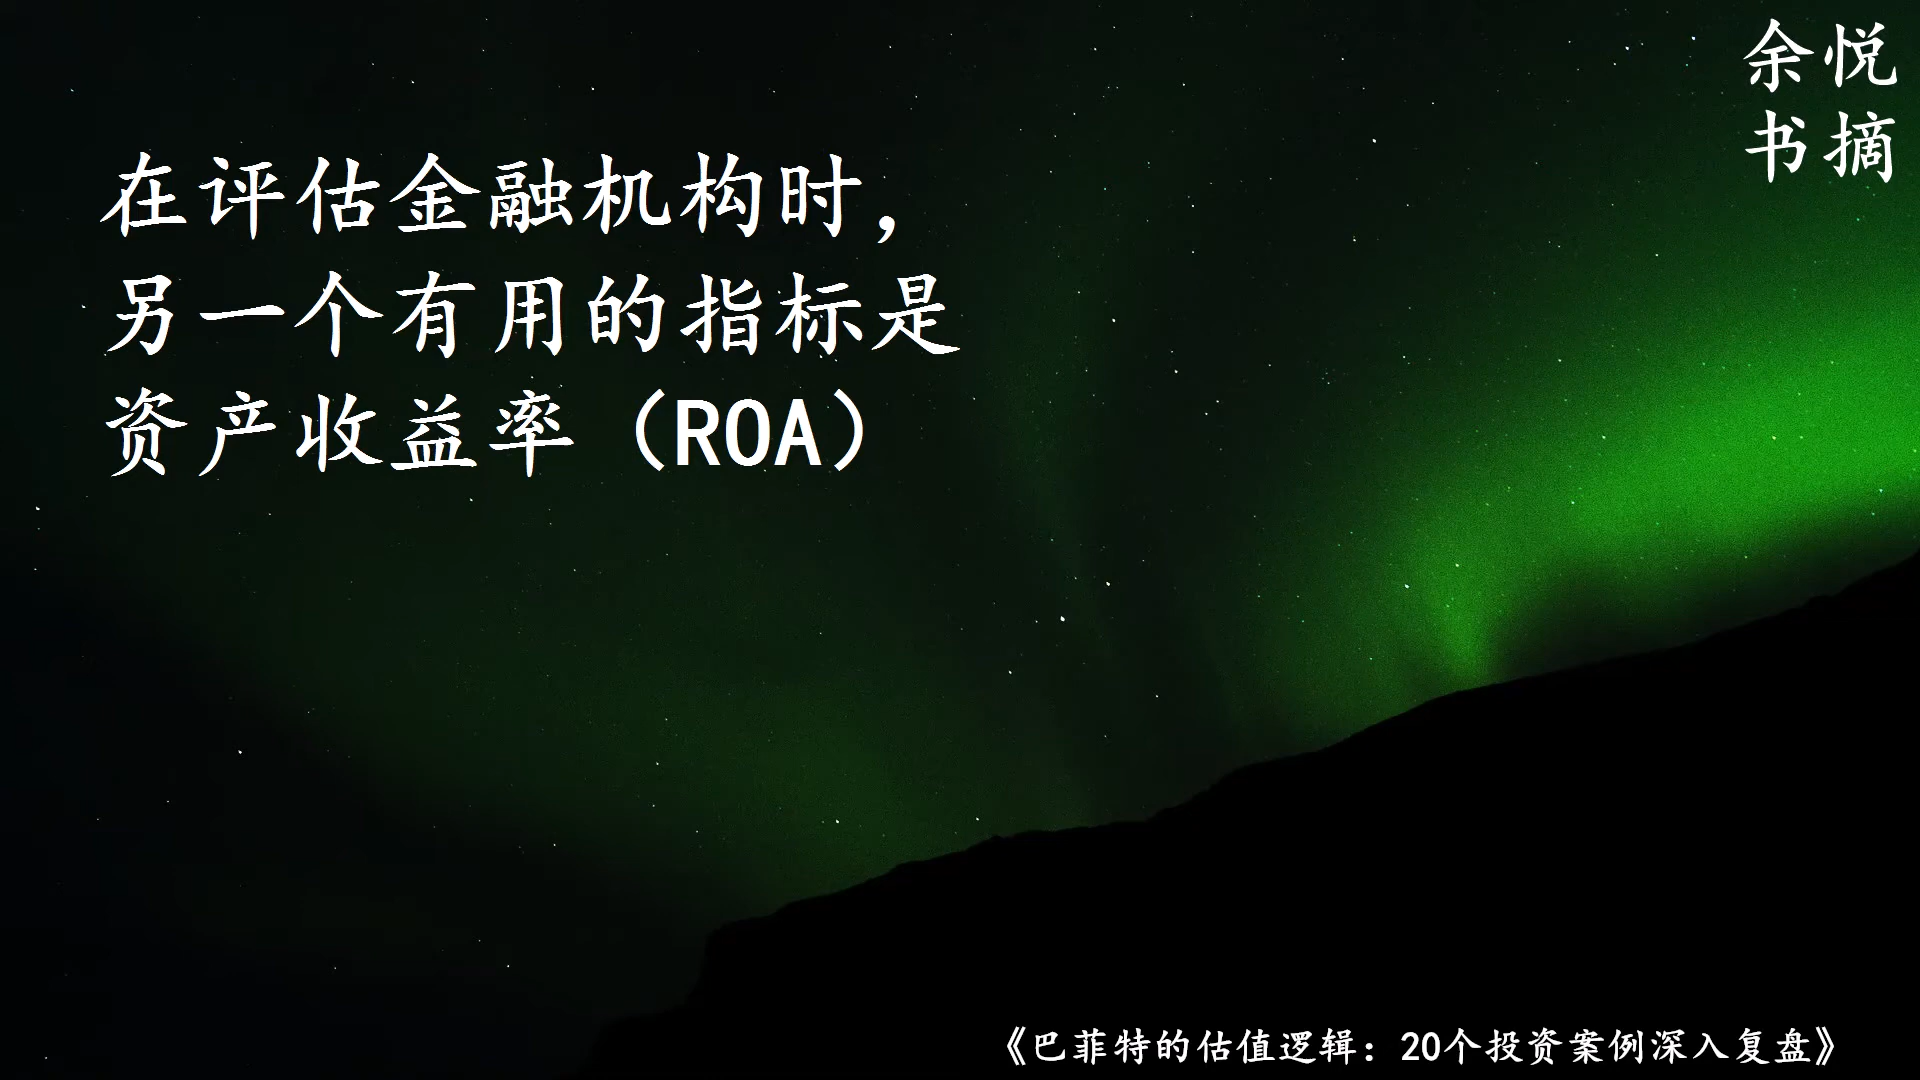 余悦
书摘
在评估金融机构时，
另一个有用的指标是
资产收益率（ROA）
《巴菲特的估值逻辑：20个投资案例深入复盘》